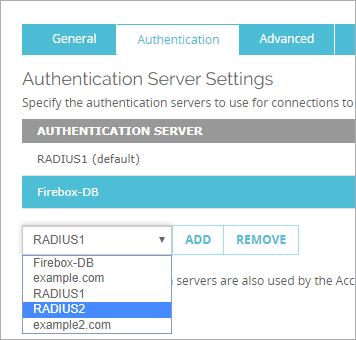 General Authentication Advanced
Authentication Server Settings
Specify the authentication servers to use for connections to
AUTHENTICATION SERVER
RADIUS1 (default)
Firebox-DB
RADIUS1 ADD REMOVE
Firebox-DB
example.com
servers are also used by the Acc
RADIUS1
RADIUS2
example2.com